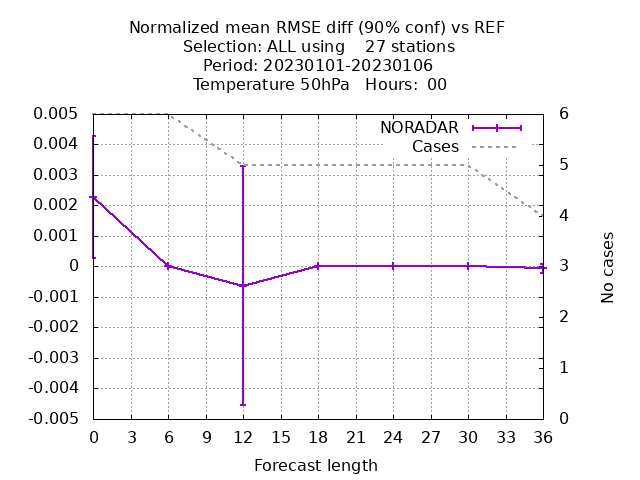 Normalized mean RMSE diff (90% conf) vs REF
Selection: ALL using    27 stations
Period: 20230101-20230106
Temperature 50hPa   Hours:  00
NORADAR
Cases
0.005
0.004
0.003
0.002
0.001
0
-0.001
-0.002
-0.003
-0.004
-0.005
6
5
4
3
2
1
0
No cases
0 3 6 9 12 15 18 21 24 27 30 33 36
Forecast length